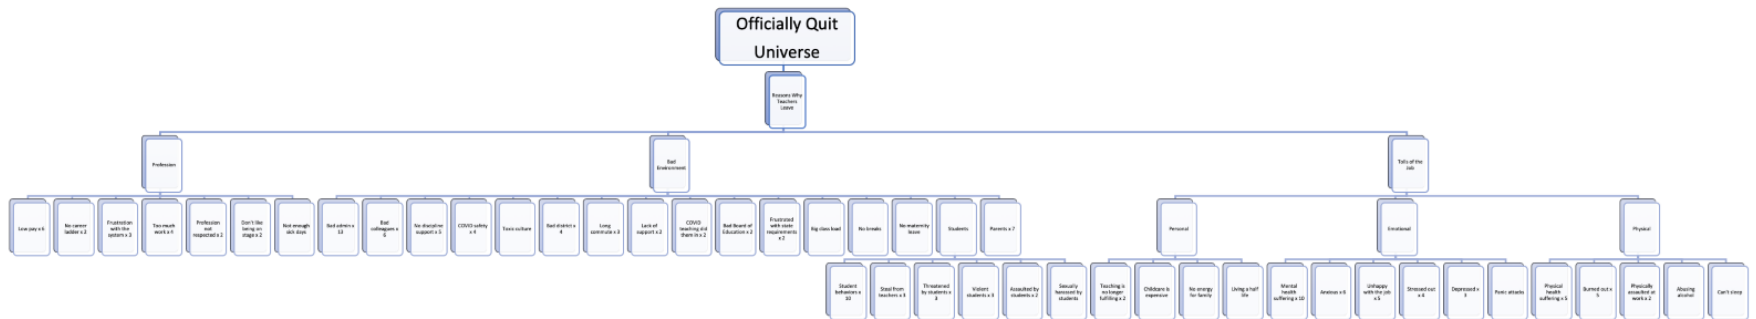 Officially Quit
Universe
Reasons Why
Teachers
Leave
Profession
Bad
Environment
Tolls of the
Job
Low pay x 6
No career
ladder x 2
Frustration
with the
system x 3
Too much
work x 4
Profession
not
respected x 2
Don't like
being on
stage x 2
Not enough
sick days
Bad admin x
13
Bad
colleagues x
6
No discipline
support x 5
COVID safety
x 4
Toxic culture
Bad district x
4
Long
commute x 3
Lack of
support x 2
COVID
teaching did
them in x 2
Bad Board of
Education x 2
Frustrated
with state
requirements
x 2
Big class load
No breaks
No maternity
leave
Students
Parents x 7
Personal
Emotional
Physical
Student
behaviors x
10
Steal from
teachers x 3
Threatened
by students x
3
Violent
students x 3
Assaulted by
students x 2
Sexually
harassed by
students
Teaching is
no longer
fulfilling x 2
Childcare is
expensive
No energy
for family
Living a half
life
Mental
health
suffering x 10
Anxious x 6
Unhappy
with the job
x 5
Stressed out
x 4
Depressed x
3
Panic attacks
Physical
health
suffering x 5
Burned out x
5
Physically
assaulted at
work x 2
Abusing
alcohol
Can't sleep